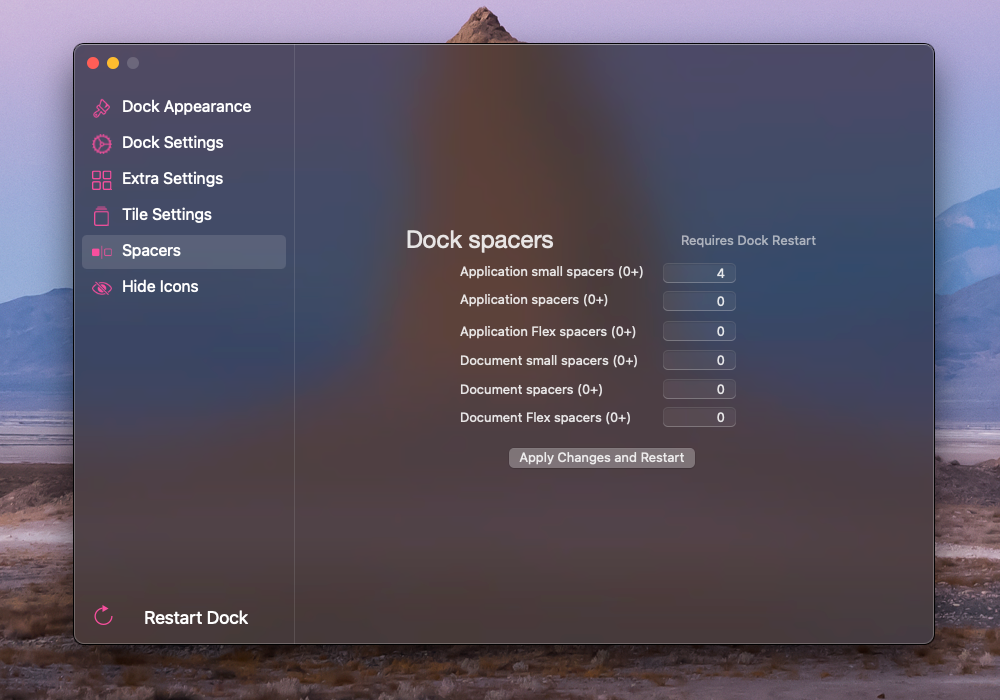 Dock Appearance
Dock Settings
Extra Settings
Tile Settings
Spacers
Hide Icons
Restart Dock
Dock spacers Requires Dock Restart
Application small spacers (0+) 4
Application spacers (0+) 0
Application Flex spacers (0+) 0
Document small spacers (0+) 0
Document spacers (0+) 0
Document Flex spacers (0+) 0
Apply Changes and Restart